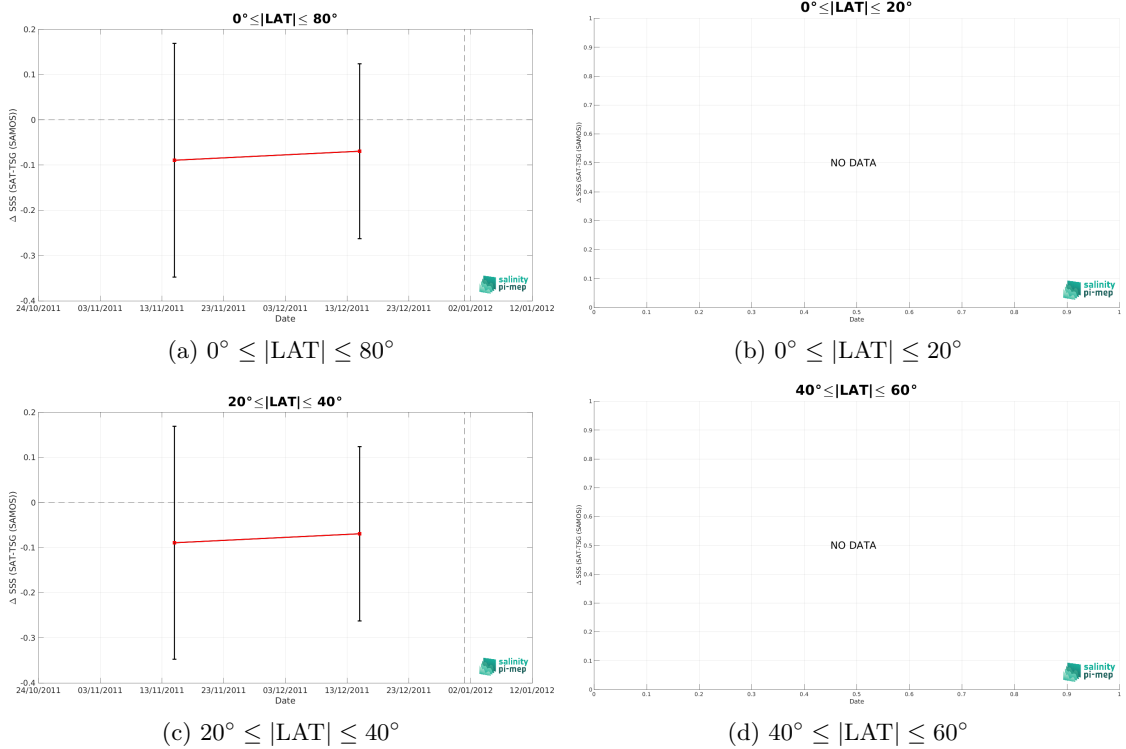 0°≤|LAT|≤ 80°
Δ SSS (SAT-TSG (SAMOS))
0.2
0.1
0
-0.1
-0.2
-0.3
-0.4
24/10/2011 03/11/2011 13/11/2011 23/11/2011 03/12/2011 13/12/2011 23/12/2011 02/01/2012 12/01/2012
Date
salinity
pi-mep
(a) 0° ≤ |LAT| ≤ 80°
0°≤|LAT|≤ 20°
Δ SSS (SAT-TSG (SAMOS))
1
0.9
0.8
0.7
0.6
0.5
0.4
0.3
0.2
0.1
0
NO DATA
0 0.1 0.2 0.3 0.4 0.5 0.6 0.7 0.8 0.9 1
Date
salinity
pi-mep
(b) 0° ≤ |LAT| ≤ 20°
20°≤|LAT|≤ 40°
Δ SSS (SAT-TSG (SAMOS))
0.2
0.1
0
-0.1
-0.2
-0.3
-0.4
24/10/2011 03/11/2011 13/11/2011 23/11/2011 03/12/2011 13/12/2011 23/12/2011 02/01/2012 12/01/2012
Date
salinity
pi-mep
(c) 20° ≤ |LAT| ≤ 40°
40°≤|LAT|≤ 60°
Δ SSS (SAT-TSG (SAMOS))
1
0.9
0.8
0.7
0.6
0.5
0.4
0.3
0.2
0.1
0
NO DATA
0 0.1 0.2 0.3 0.4 0.5 0.6 0.7 0.8 0.9 1
Date
salinity
pi-mep
(d) 40° ≤ |LAT| ≤ 60°